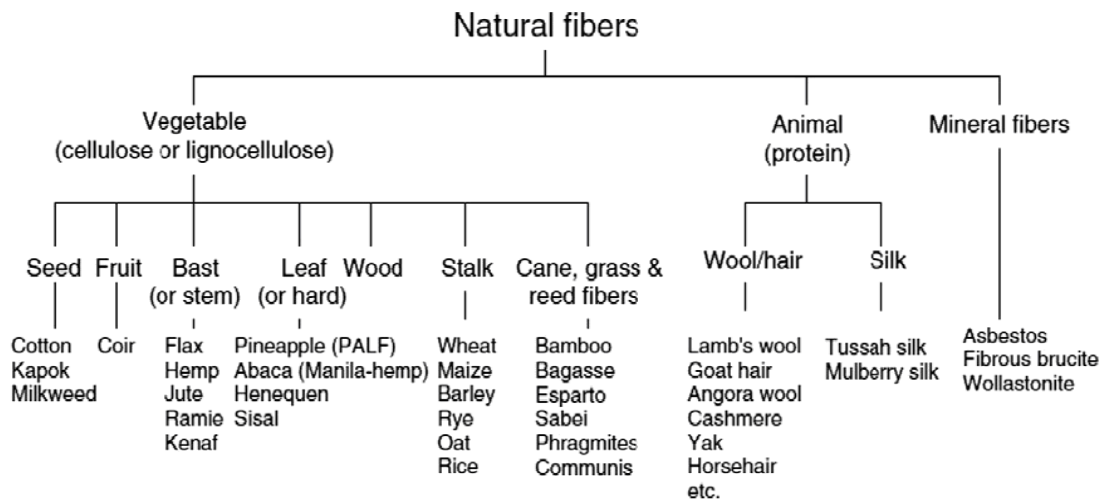 Natural fibers
Vegetable
(cellulose or lignocellulose)
Animal
(protein)
Mineral fibers
Seed
Fruit
Bast
(or stem)
Leaf
(or hard)
Wood
Stalk
Cane, grass &
reed fibers
Wool/hair
Silk
Cotton
Kapok
Milkweed
Coir
Flax
Hemp
Jute
Ramie
Kenaf
Pineapple (PALF)
Abaca (Manila-hemp)
Henequen
Sisal
Wheat
Maize
Barley
Rye
Oat
Rice
Bamboo
Bagasse
Esparto
Sabei
Phragmites
Communis
Lamb's wool
Goat hair
Angora wool
Cashmere
Yak
Horsehair
etc.
Tussah silk
Mulberry silk
Asbestos
Fibrous brucite
Wollastonite